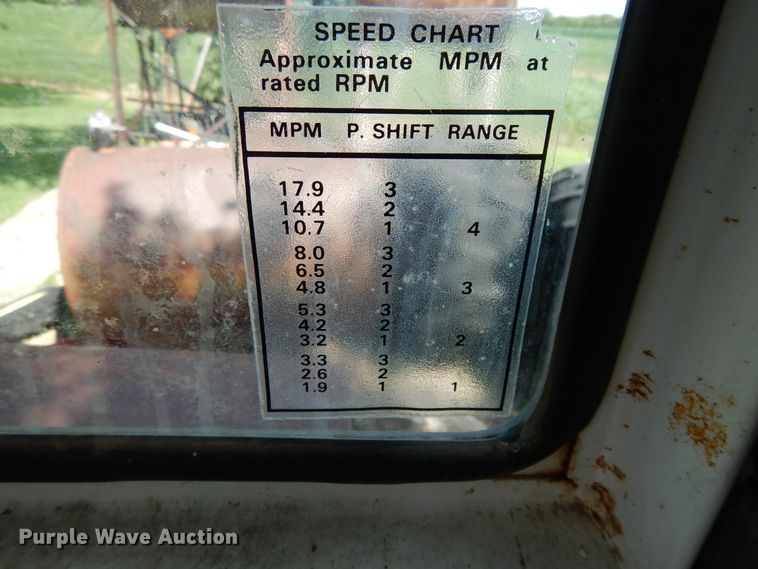 SPEED CHART
Approximate MPM at
rated RPM
MPM P. SHIFT RANGE
17.9 3
14.4 2
10.7 1 4
8.0 3
6.5 2
4.8 1 3
5.3 3
4.2 2
3.2 1 2
3.3 3
2.6 2
1.9 1 1
Purple Wave Auction